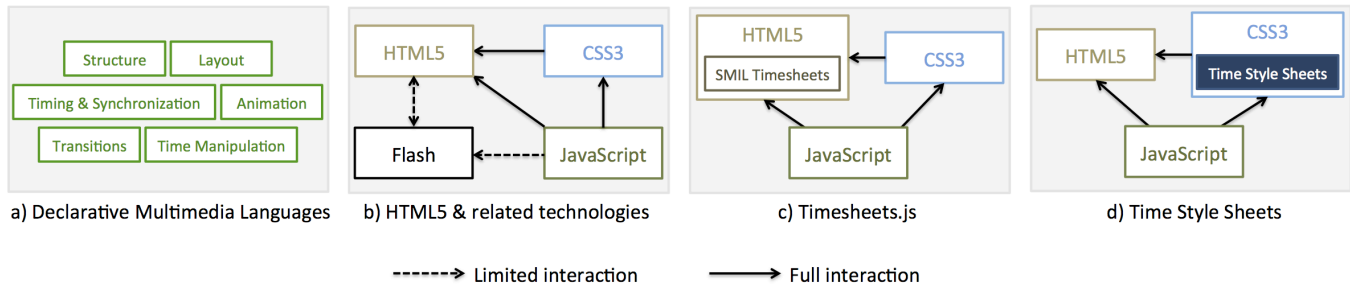 Structure
Layout
Timing & Synchronization
Animation
Transitions
Time Manipulation
a) Declarative Multimedia Languages
HTML5
CSS3
Flash
JavaScript
b) HTML5 & related technologies
HTML5
SMIL Timesheets
CSS3
JavaScript
c) Timesheets.js
HTML5
CSS3
Time Style Sheets
JavaScript
d) Time Style Sheets
Limited interaction
Full interaction